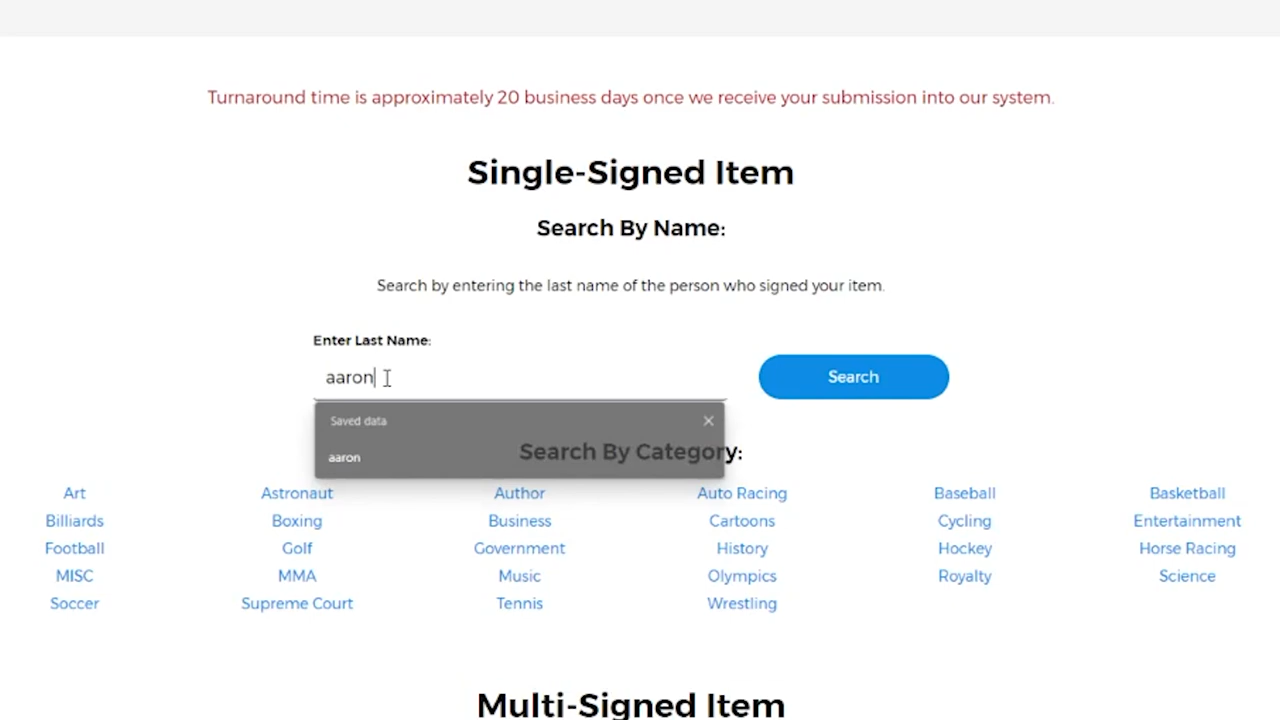 Turnaround time is approximately 20 business days once we receive your submission into our system.
Single-Signed Item
Search By Name:
Search by entering the last name of the person who signed your item.
Enter Last Name:
aaron
Search
Saved data
aaron
Search By Category:
Art Astronaut Author Auto Racing Baseball Basketball
Billiards Boxing Business Cartoons Cycling Entertainment
Football Golf Government History Hockey Horse Racing
MISC MMA Music Olympics Royalty Science
Soccer Supreme Court Tennis Wrestling
Multi-Signed Item